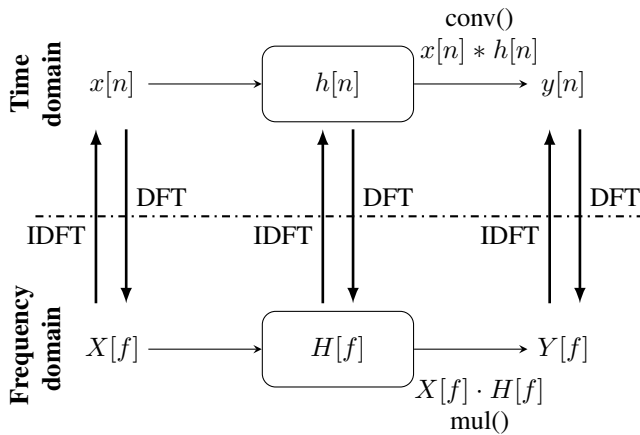 conv()
x[n] ∗ h[n]
Time
domain
x[n]
h[n]
y[n]
DFT
DFT
DFT
IDFT
IDFT
IDFT
Frequency
domain
X[f]
H[f]
Y[f]
X[f] · H[f]
mul()